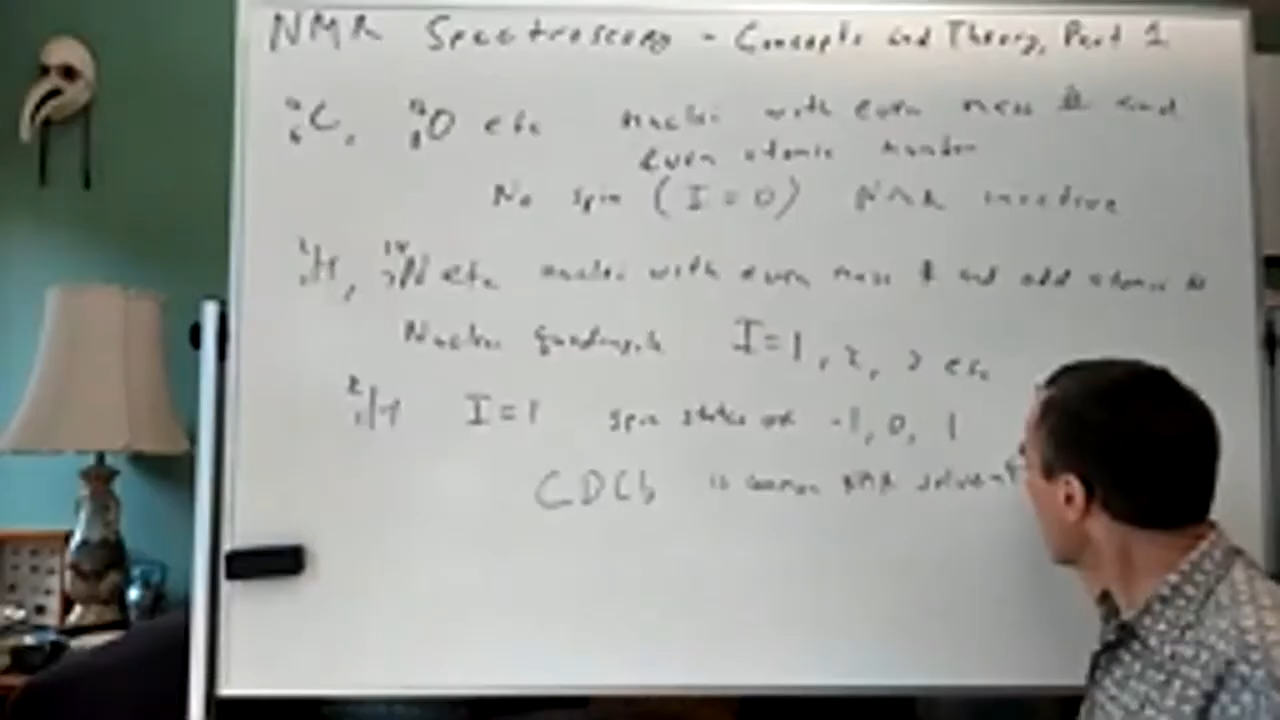 NMR Spectroscopy - Concepts and Theory, Part 1
¹²₆C, ¹⁶₈O etc nuclei with even mass # and
even atomic number
No spin (I = 0) NMR inactive
²₁H, ¹⁴₇N etc nuclei with even mass # and odd atomic #
Nuclear quadrupole I=1, 2, 3 etc
²₁H I=1 spin states of -1, 0, 1
CDCl₃ is common NMR solvent